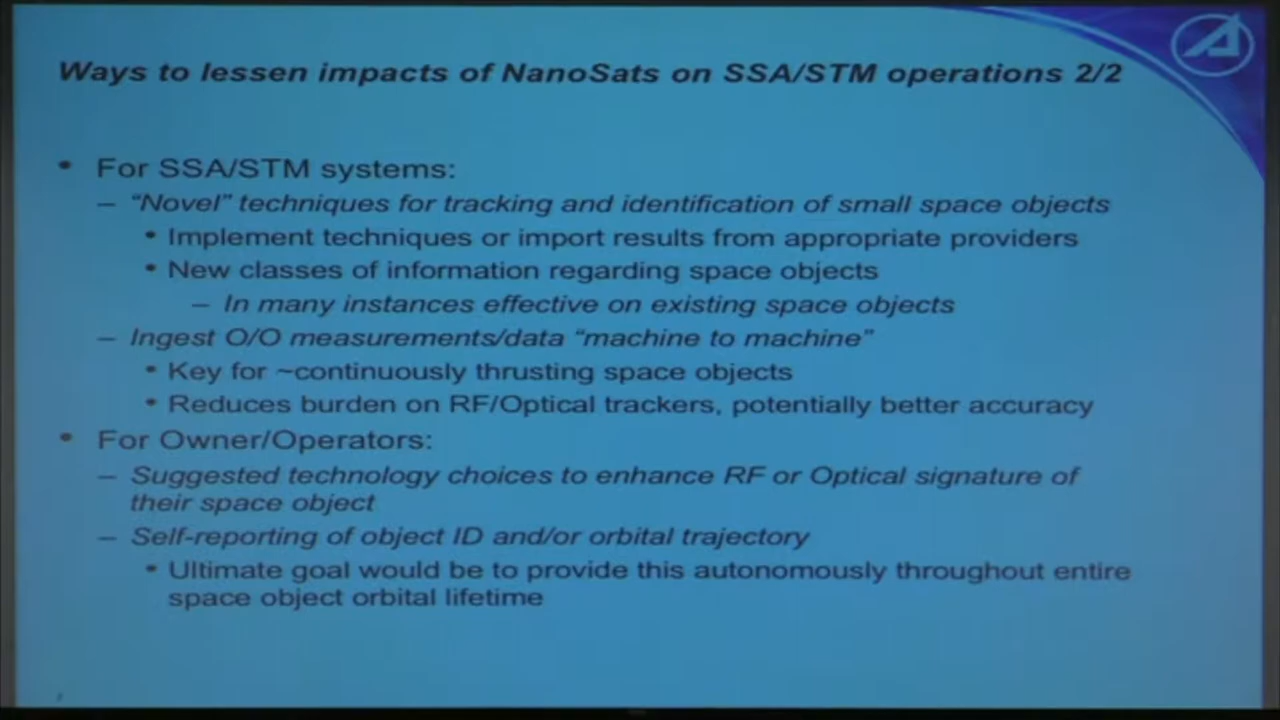 Ways to lessen impacts of NanoSats on SSA/STM operations 2/2
• For SSA/STM systems:
– “Novel” techniques for tracking and identification of small space objects
• Implement techniques or import results from appropriate providers
• New classes of information regarding space objects
– In many instances effective on existing space objects
– Ingest O/O measurements/data “machine to machine”
• Key for ~continuously thrusting space objects
• Reduces burden on RF/Optical trackers, potentially better accuracy
• For Owner/Operators:
– Suggested technology choices to enhance RF or Optical signature of
their space object
– Self-reporting of object ID and/or orbital trajectory
• Ultimate goal would be to provide this autonomously throughout entire
space object orbital lifetime